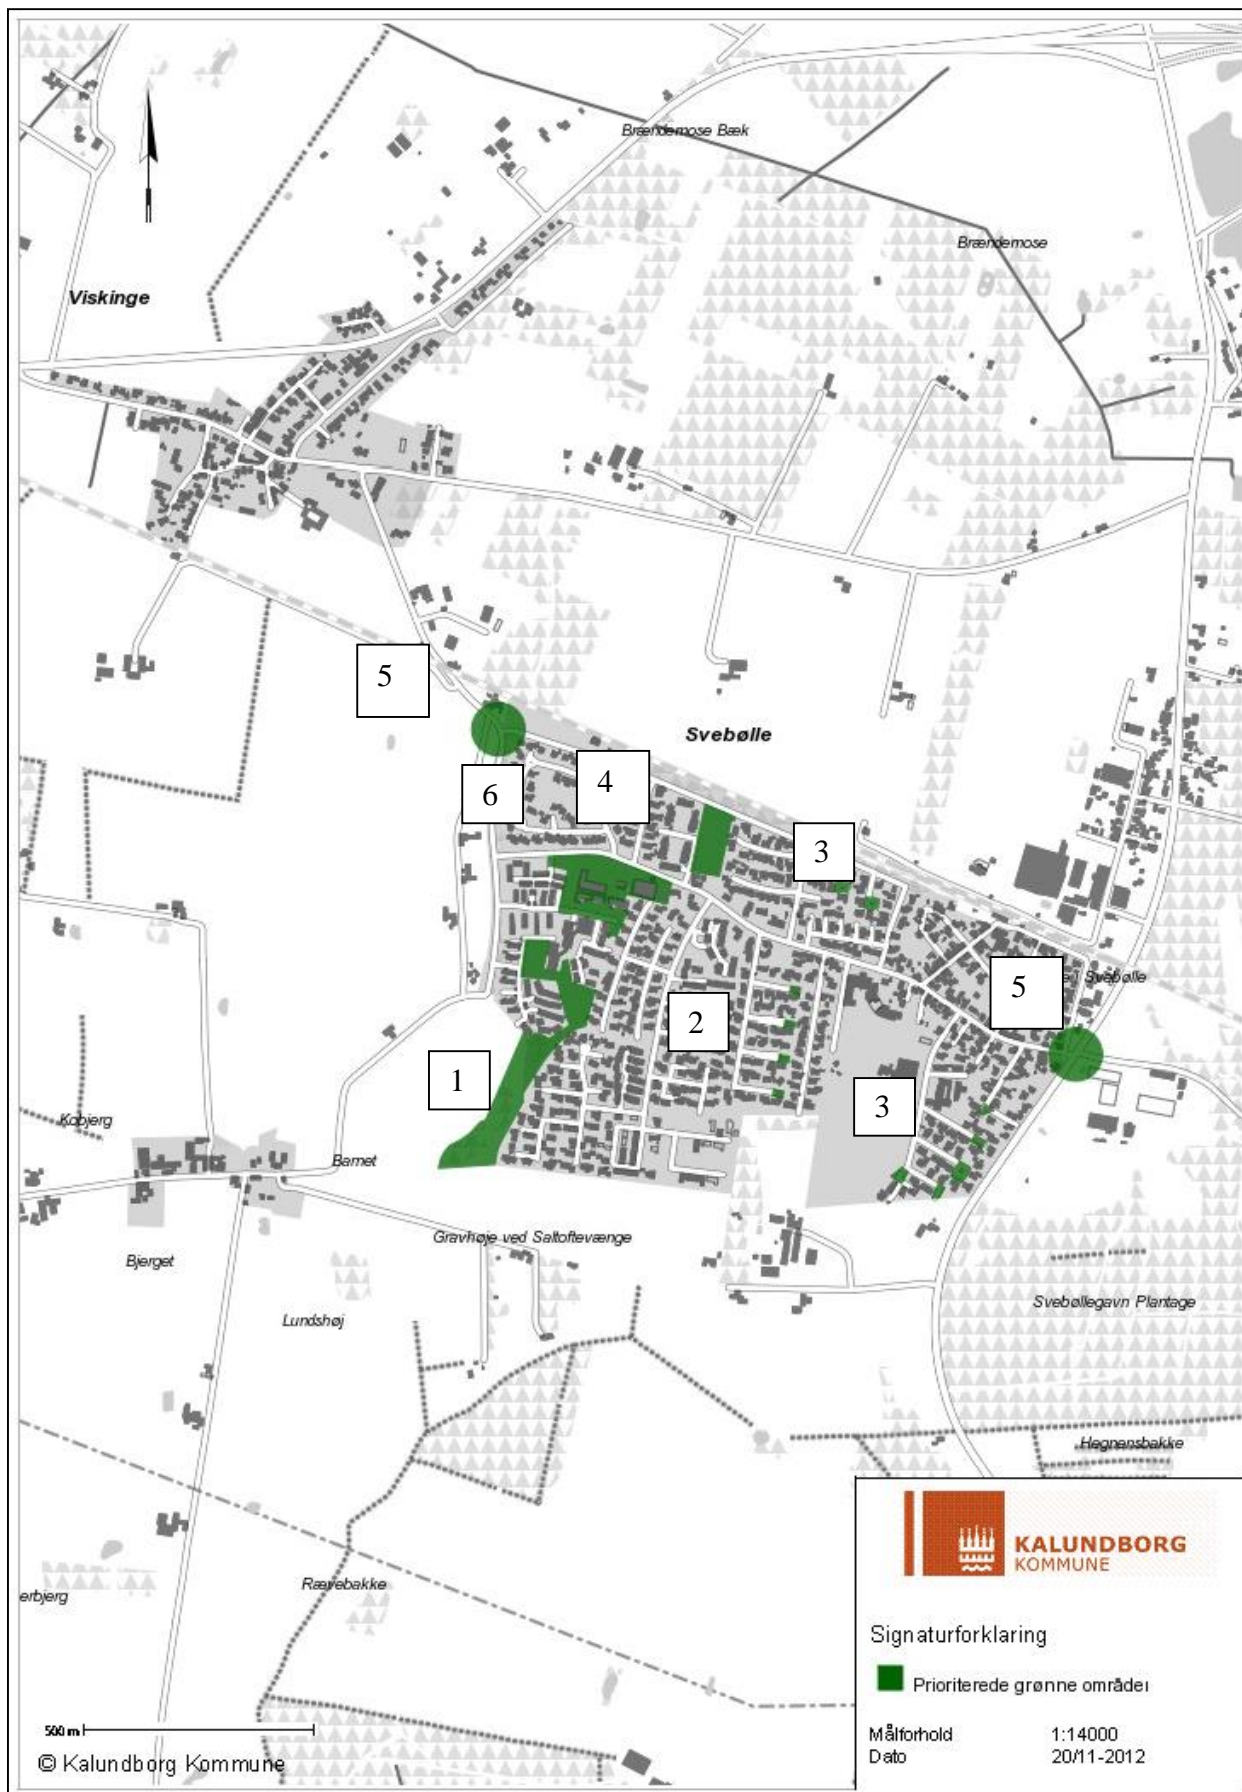 Brændemose Bæk
Brændemose
Viskinge
5
Svebølle
6
4
3
5
Svebølle
2
1
3
Kobjerg
Barnet
Gravhøje ved Saltoftevænge
Bjerget
Lundshøj
Svebøllegavn Plantage
Hegnensbakke
KALUNDBORG
KOMMUNE
Rævebakke
erbjerg
Signaturforklaring
Prioriterede grønne områder
500 m
Målforhold 1:14000
Dato 20/11-2012
© Kalundborg Kommune